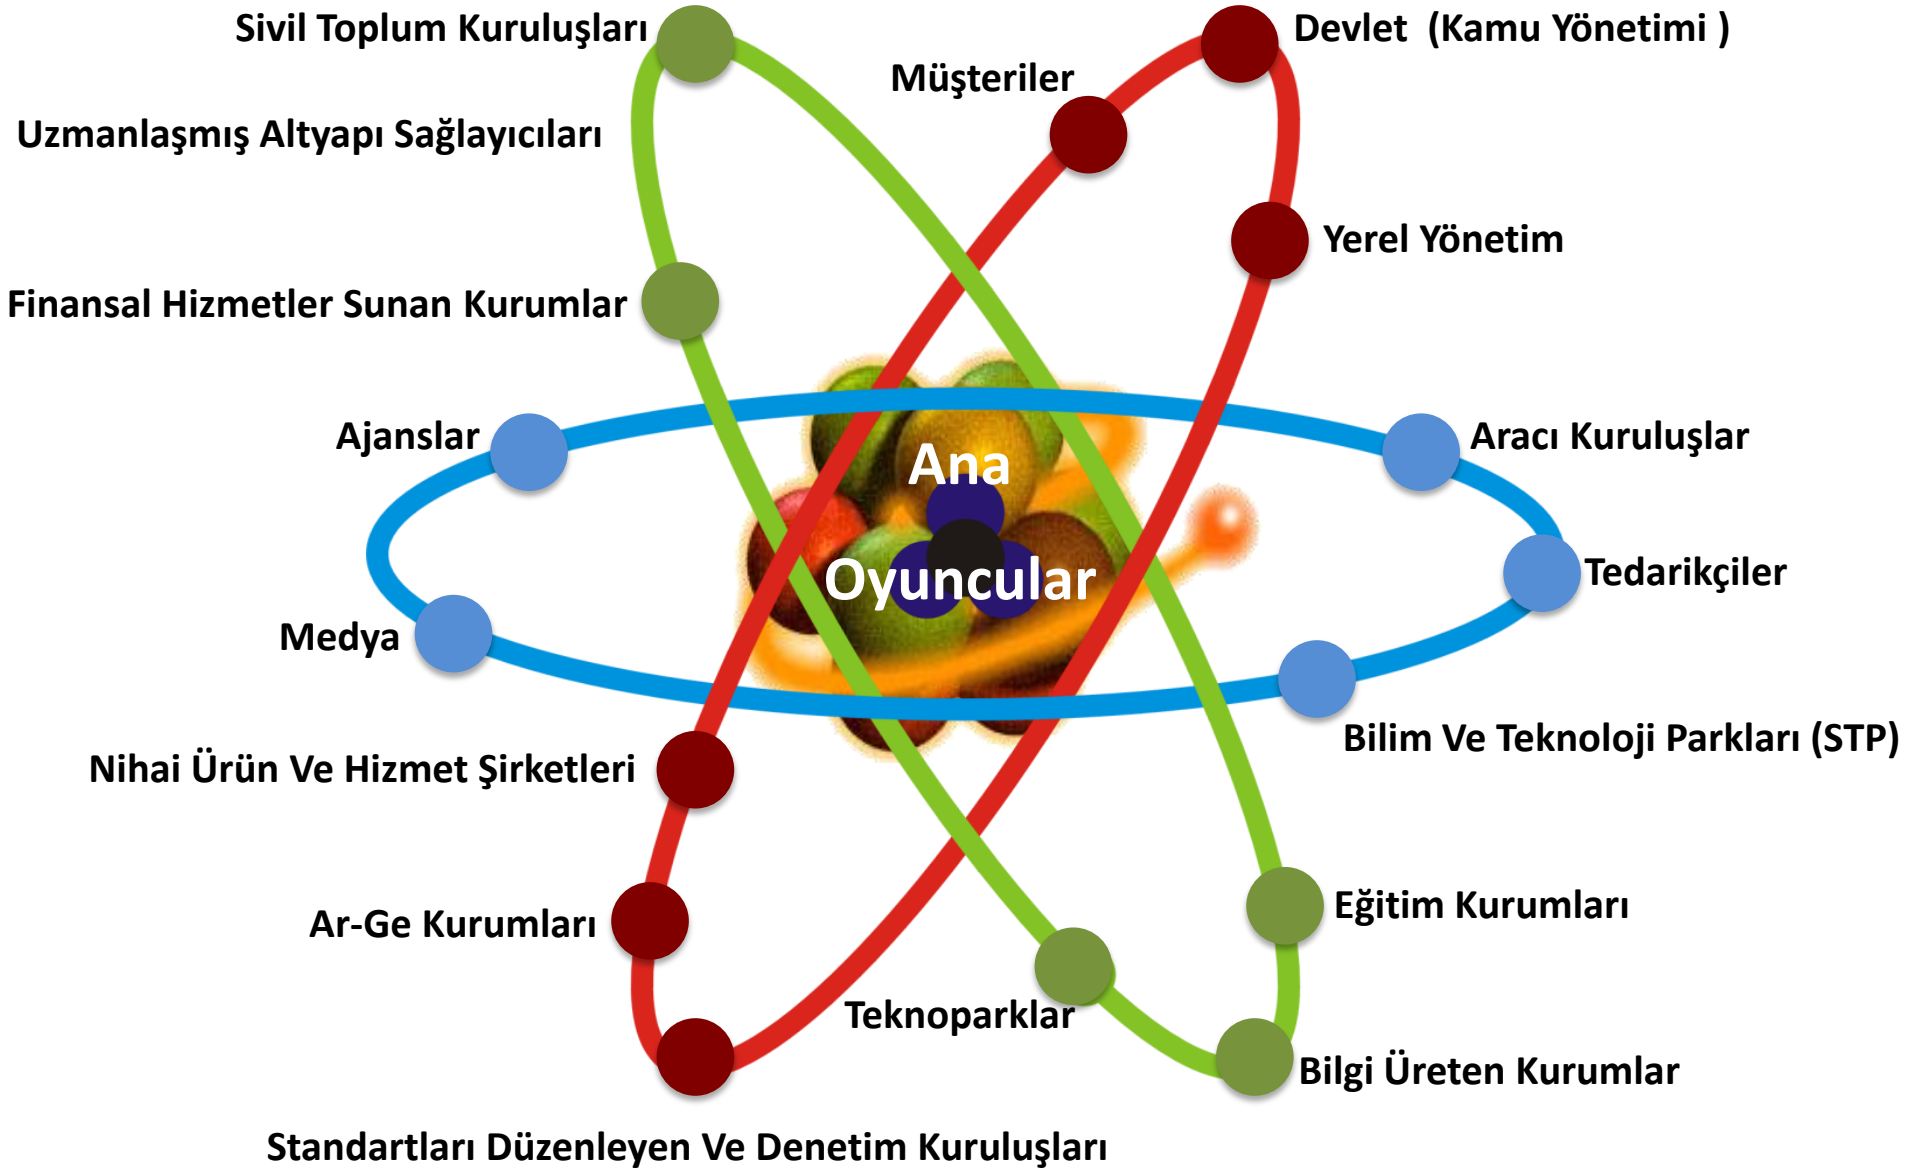 Sivil Toplum Kuruluşları
Devlet  (Kamu Yönetimi )
Müşteriler
Uzmanlaşmış Altyapı Sağlayıcıları
Yerel Yönetim
Finansal Hizmetler Sunan Kurumlar
Ajanslar
Aracı Kuruluşlar
Ana
Oyuncular
Tedarikçiler
Medya
Bilim Ve Teknoloji Parkları (STP)
Nihai Ürün Ve Hizmet Şirketleri
Eğitim Kurumları
Ar-Ge Kurumları
Teknoparklar
Bilgi Üreten Kurumlar
Standartları Düzenleyen Ve Denetim Kuruluşları